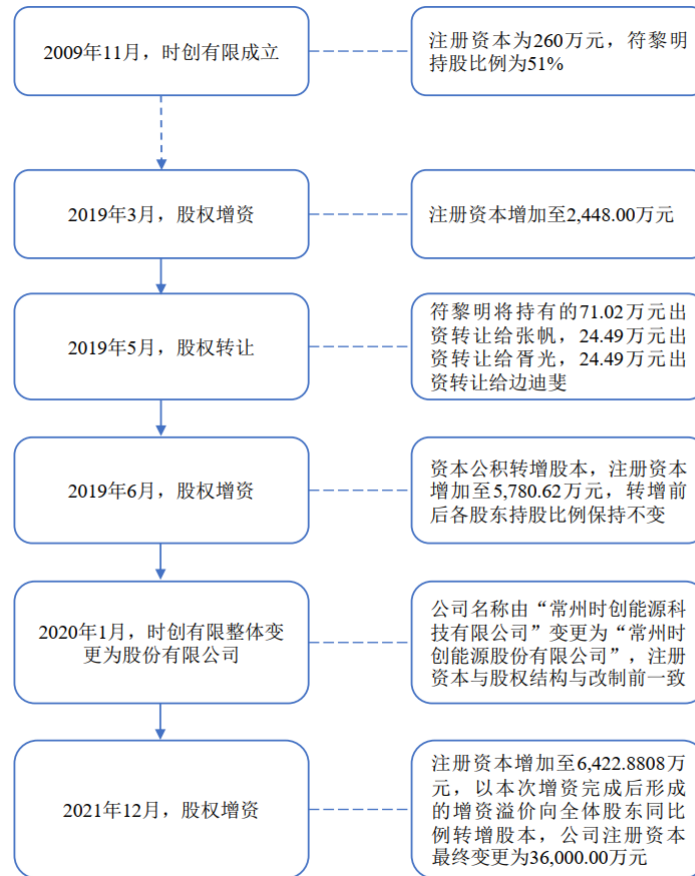 2009年11月，时创有限成立
注册资本为260万元，符黎明
持股比例为51%
2019年3月，股权增资
注册资本增加至2,448.00万元
2019年5月，股权转让
符黎明将持有的71.02万元出
资转让给张帆，24.49万元出
资转让给胥光，24.49万元出
资转让给边迪斐
2019年6月，股权增资
资本公积转增股本，注册资本
增加至5,780.62万元，转增前
后各股东持股比例保持不变
2020年1月，时创有限整体变
更为股份有限公司
公司名称由“常州时创能源科
技有限公司”变更为“常州时
创能源股份有限公司”，注册
资本与股权结构与改制前一致
2021年12月，股权增资
注册资本增加至6,422.8808万
元，以本次增资完成后形成
的增资溢价向全体股东同比
例转增股本，公司注册资本
最终变更为36,000.00万元